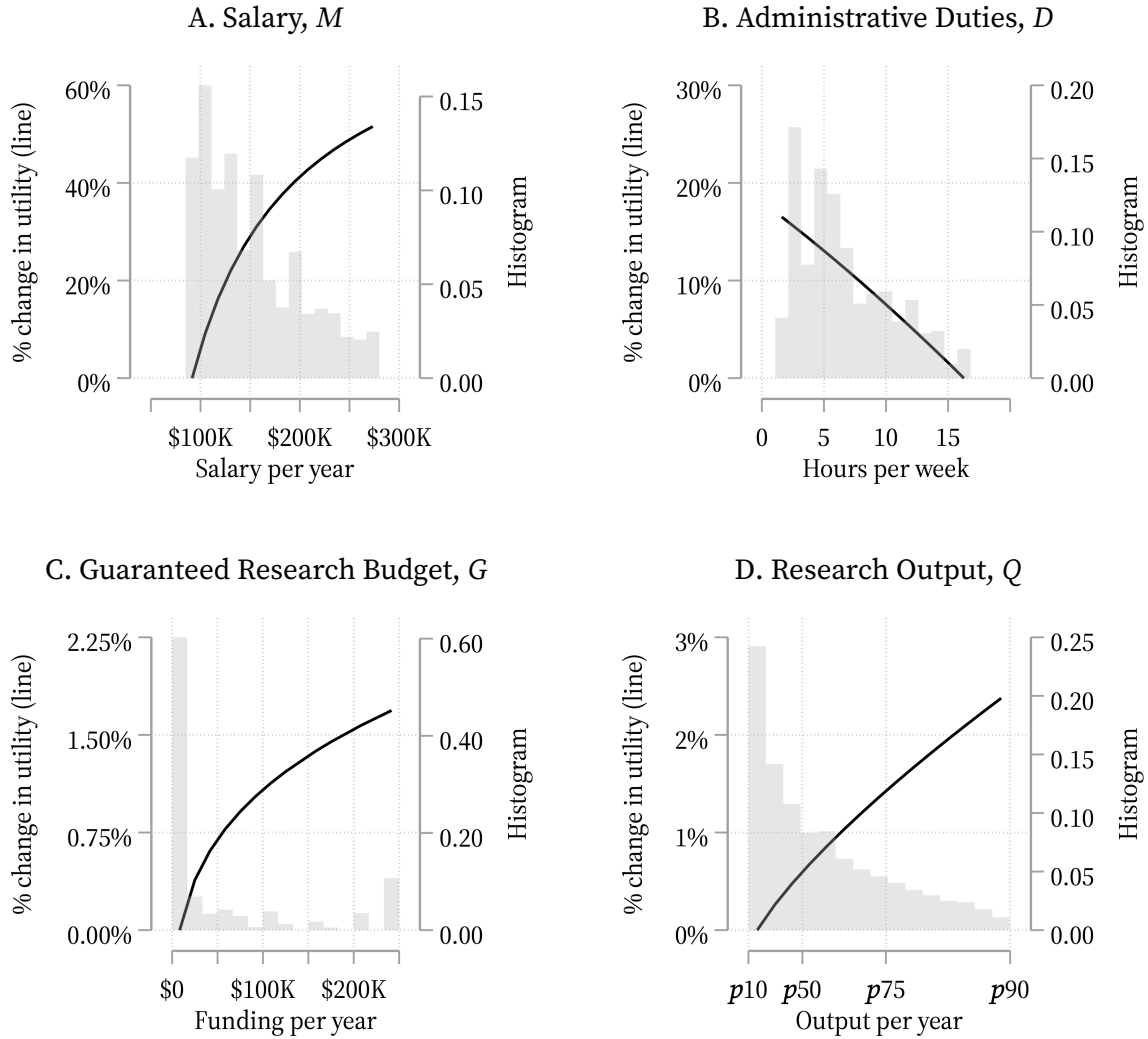 A. Salary, M
60%
40%
20%
0%
% change in utility (line)
0.15
0.10
0.05
0.00
Histogram
$100K $200K $300K
Salary per year
B. Administrative Duties, D
30%
20%
10%
0%
% change in utility (line)
0.20
0.15
0.10
0.05
0.00
Histogram
0 5 10 15
Hours per week
C. Guaranteed Research Budget, G
2.25%
1.50%
0.75%
0.00%
% change in utility (line)
0.60
0.40
0.20
0.00
Histogram
$0 $100K $200K
Funding per year
D. Research Output, Q
3%
2%
1%
0%
% change in utility (line)
0.25
0.20
0.15
0.10
0.05
0.00
Histogram
p10 p50 p75 p90
Output per year